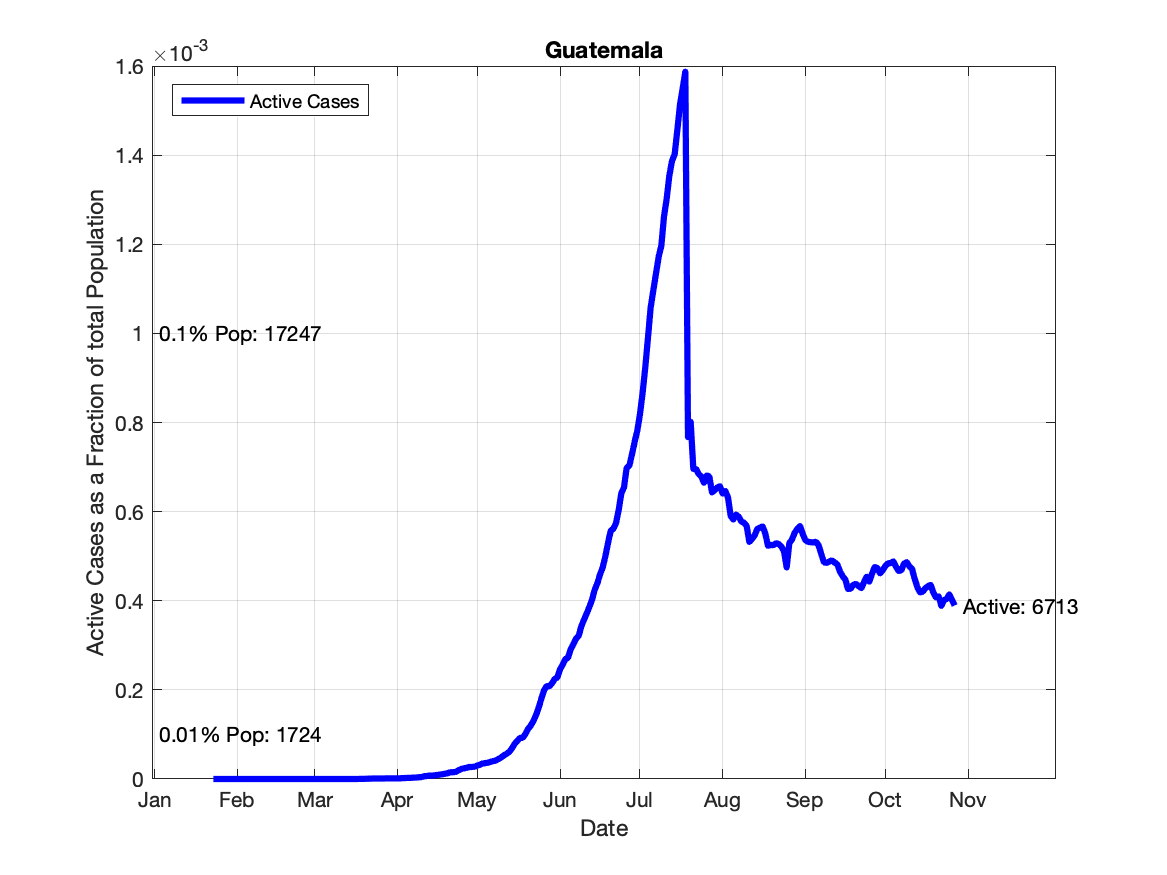 Guatemala
×10-3
1.6
1.4
1.2
1
0.8
0.6
0.4
0.2
0
Active Cases
0.1% Pop: 17247
0.01% Pop: 1724
Active: 6713
Active Cases as a Fraction of total Population
Jan Feb Mar Apr May Jun Jul Aug Sep Oct Nov
Date